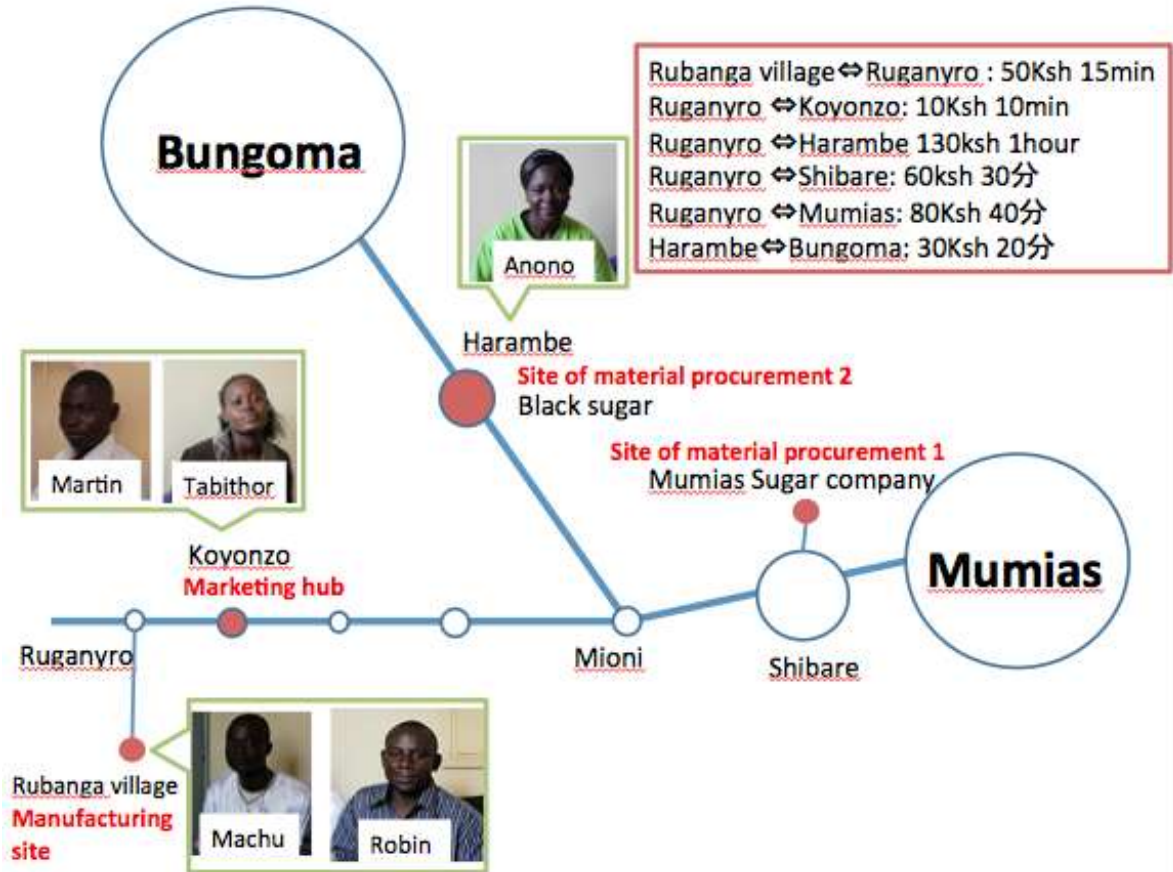 Rubanga village⇔Ruganyro : 50Ksh 15min
Ruganyro ⇔Koyonzo: 10Ksh 10min
Ruganyro ⇔Harambe 130ksh 1hour
Ruganyro ⇔Shibare: 60ksh 30分
Ruganyro ⇔Mumias: 80Ksh 40分
Harambe⇔Bungoma: 30Ksh 20分
Bungoma
Anono
Harambe
Site of material procurement 2
Black sugar
Martin
Tabithor
Site of material procurement 1
Mumias Sugar company
Koyonzo
Marketing hub
Mumias
Ruganyro
Mioni
Shibare
Rubanga village
Manufacturing
site
Machu
Robin